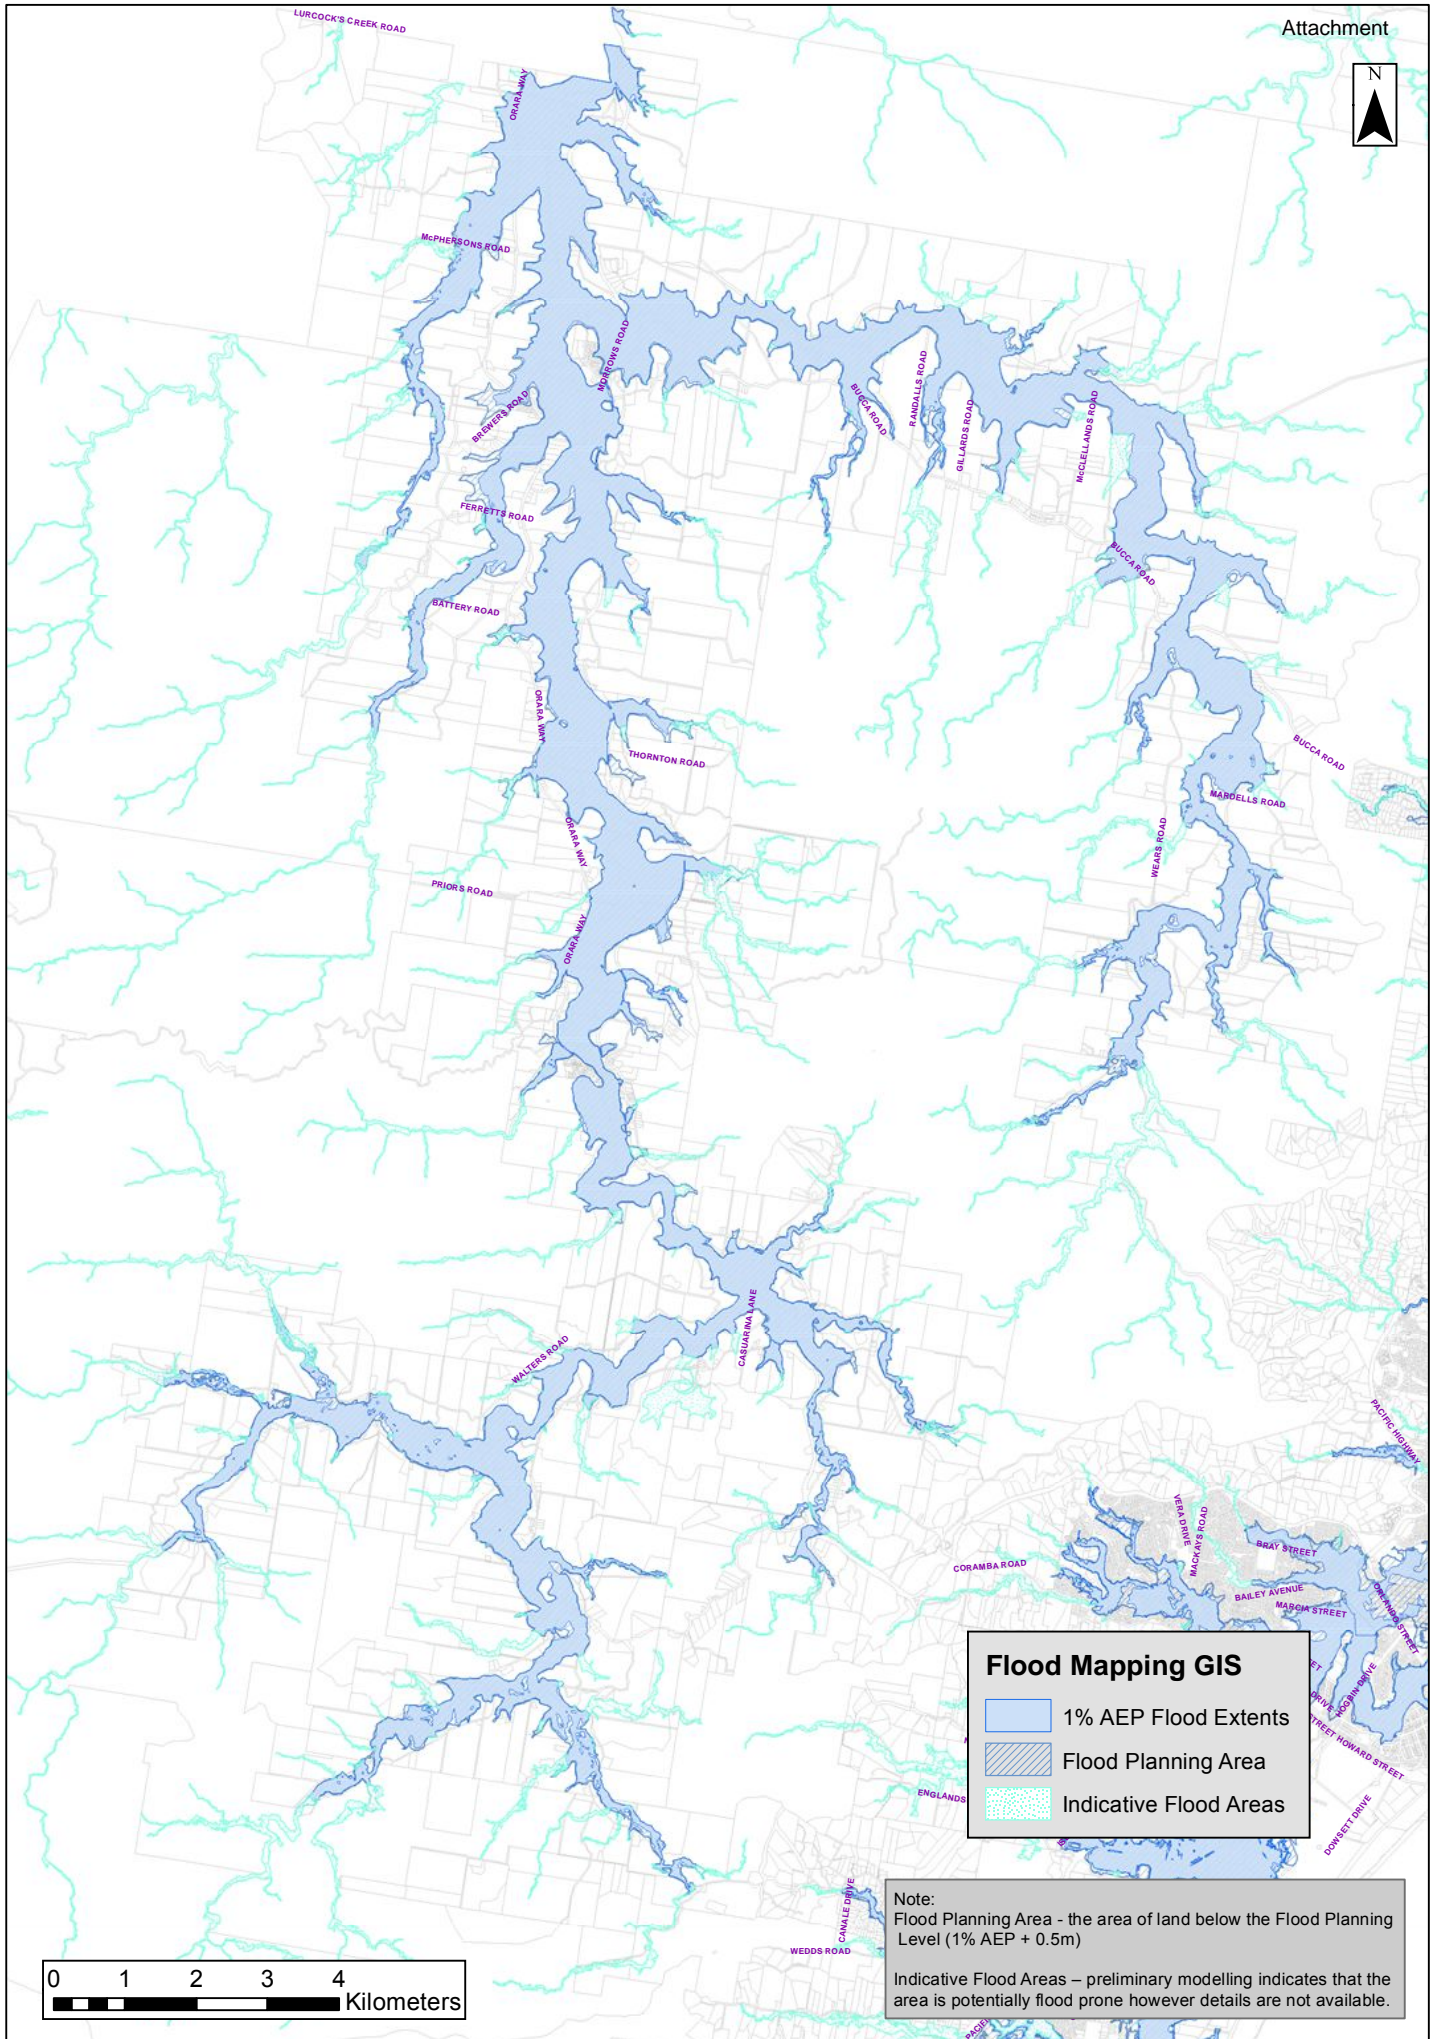 Attachment
N
LURCOCK'S CREEK ROAD
ORARA WAY
McPHERSONS ROAD
MORROWS ROAD
BREWERS ROAD
BUCCA ROAD
RANDALLS ROAD
GILLARDS ROAD
McCLELLANDS ROAD
FERRETTS ROAD
BUCCA ROAD
BATTERY ROAD
ORARA WAY
THORNTON ROAD
BUCCA ROAD
MARDELLS ROAD
ORARA WAY
WEARS ROAD
PRIORS ROAD
ORARA WAY
CASUARINA LANE
WALTERS ROAD
PACIFIC HIGHWAY
VERA DRIVE
MACKAYS ROAD
BRAY STREET
CORAMBA ROAD
BAILEY AVENUE
MARCIA STREET
ORLANDO STREET
HOGBIN DRIVE
DRIVE
STREET HOWARD STREET
ENGLANDS
DOWSETT DRIVE
CANALE DRIVE
WEDDS ROAD
Flood Mapping GIS
1% AEP Flood Extents
Flood Planning Area
Indicative Flood Areas
Note:
Flood Planning Area - the area of land below the Flood Planning
Level (1% AEP + 0.5m)
Indicative Flood Areas – preliminary modelling indicates that the
area is potentially flood prone however details are not available.
0 1 2 3 4
Kilometers